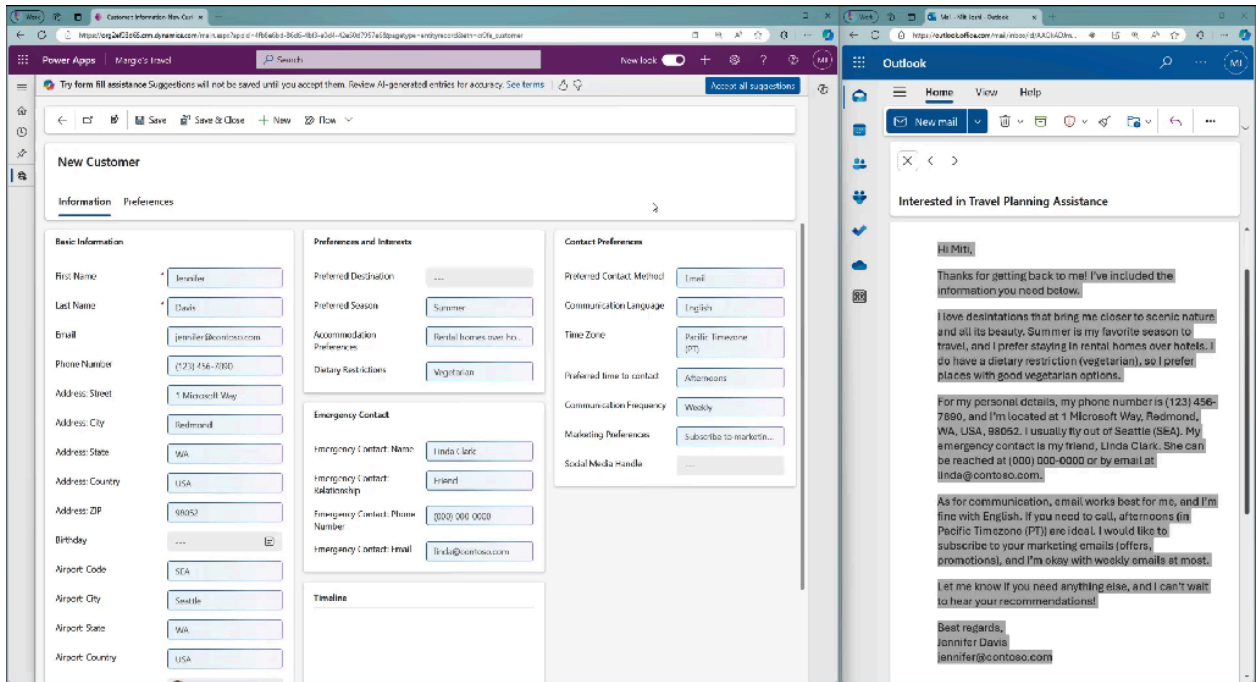 Customer Information New Cust
Power Apps
Margie's Travel
Search
New look
MI
Try form fill assistance Suggestions will not be saved until you accept them. Review AI-generated entries for accuracy. See terms
Accept all suggestions
Save
Save & Close
New
Flow
New Customer
Information
Preferences
Basic Information
First Name
*
Jennifer
Last Name
*
Davis
Email
jennifer@contoso.com
Phone Number
(123) 456-7890
Address: Street
1 Microsoft Way
Address: City
Redmond
Address: State
WA
Address: Country
USA
Address: ZIP
98052
Birthday
---
Airport: Code
SEA
Airport: City
Seattle
Airport: State
WA
Airport: Country
USA
Preferences and Interests
Preferred Destination
---
Preferred Season
Summer
Accommodation
Preferences
Rental homes over ho...
Dietary Restrictions
Vegetarian
Emergency Contact
Emergency Contact: Name
Linda Clark
Emergency Contact:
Relationship
Friend
Emergency Contact: Phone
Number
(000) 000-0000
Emergency Contact: Email
linda@contoso.com
Timeline
Contact Preferences
Preferred Contact Method
Email
Communication Language
English
Time Zone
Pacific Timezone
(PT)
Preferred time to contact
Afternoons
Communication Frequency
Weekly
Marketing Preferences
Subscribe to marketin...
Social Media Handle
---
Outlook
MI
Home
View
Help
New mail
Interested in Travel Planning Assistance
Hi Miti,
Thanks for getting back to me! I've included the
information you need below.
I love desintations that bring me closer to scenic nature
and all its beauty. Summer is my favorite season to
travel, and I prefer staying in rental homes over hotels. I
do have a dietary restriction (vegetarian), so I prefer
places with good vegetarian options.
For my personal details, my phone number is (123) 456-
7890, and I'm located at 1 Microsoft Way, Redmond,
WA, USA, 98052. I usually fly out of Seattle (SEA). My
emergency contact is my friend, Linda Clark. She can
be reached at (000) 000-0000 or by email at
linda@contoso.com.
As for communication, email works best for me, and I'm
fine with English. If you need to call, afternoons (in
Pacific Timezone (PT)) are ideal. I would like to
subscribe to your marketing emails (offers,
promotions), and I'm okay with weekly emails at most.
Let me know if you need anything else, and I can't wait
to hear your recommendations!
Best regards,
Jennifer Davis
jennifer@contoso.com